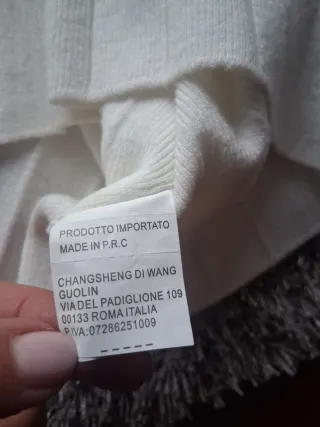 PRODOTTO IMPORTATO
MADE IN P.R.C
CHANGSHENG DI WANG
GUOLIN
VIA DEL PADIGLIONE 109
00133 ROMA ITALIA
P.IVA:07286251009